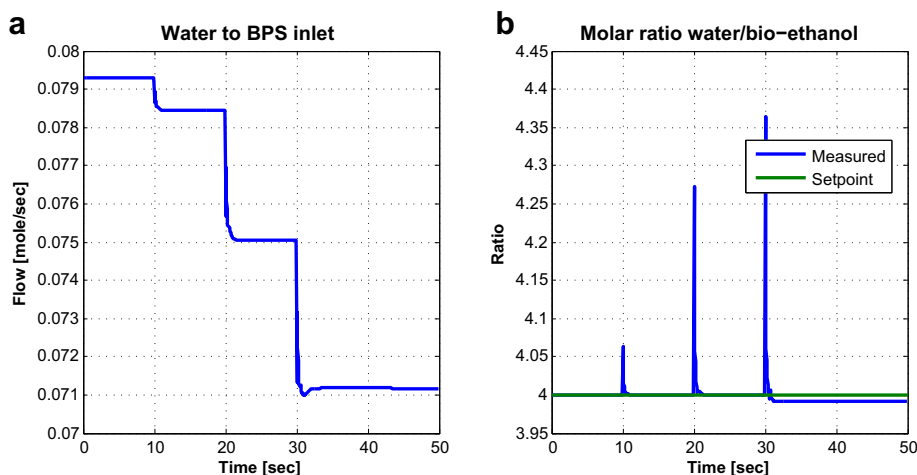 a
Water to BPS inlet
Flow [mole/sec]
0.08
0.079
0.078
0.077
0.076
0.075
0.074
0.073
0.072
0.071
0.07
0 10 20 30 40 50
Time [sec]
b
Molar ratio water/bio−ethanol
Ratio
4.45
4.4
4.35
4.3
4.25
4.2
4.15
4.1
4.05
4
3.95
Measured
Setpoint
0 10 20 30 40 50
Time [sec]